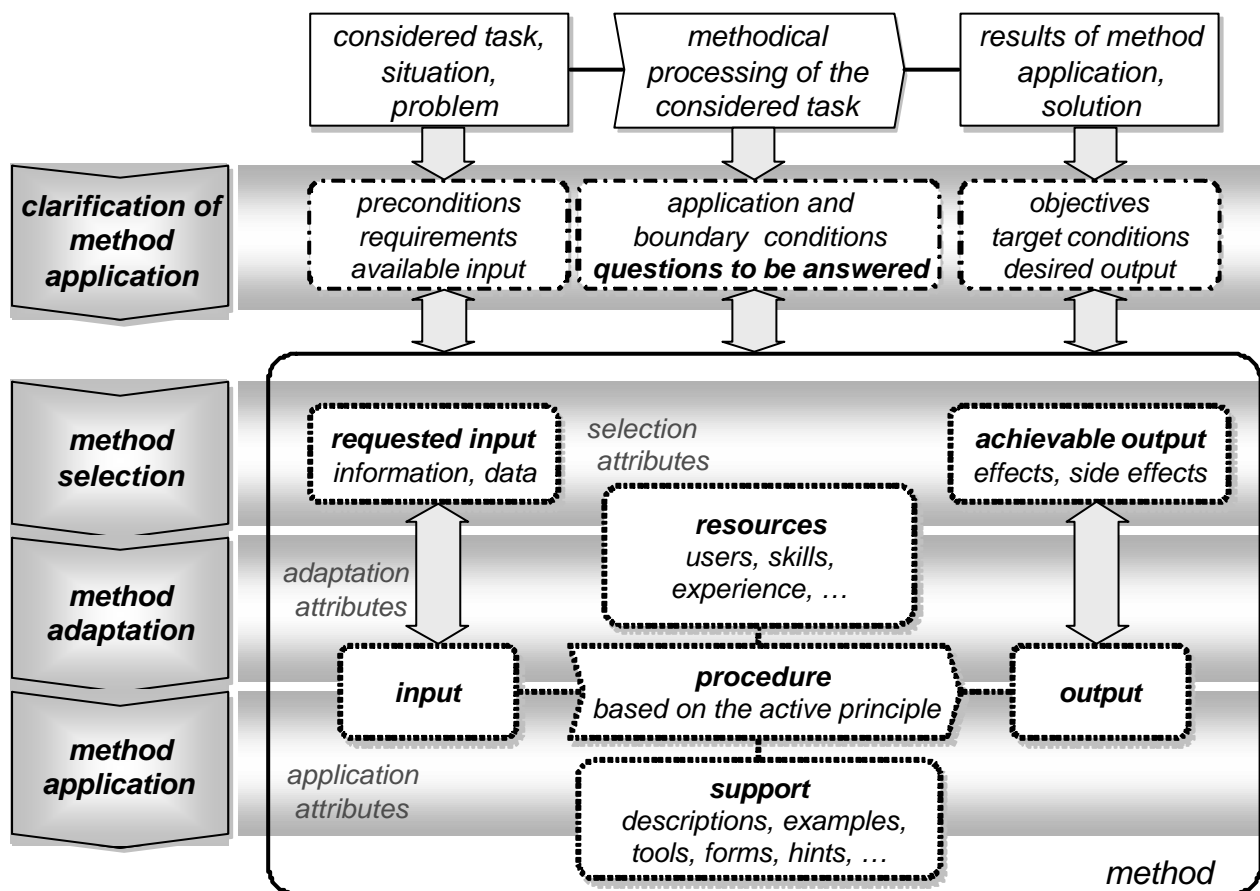 considered task,
situation,
problem
methodical
processing of the
considered task
results of method
application,
solution
clarification of
method
application
preconditions
requirements
available input
application and
boundary conditions
questions to be answered
objectives
target conditions
desired output
method
selection
requested input
information, data
selection
attributes
achievable output
effects, side effects
resources
users, skills,
experience, …
method
adaptation
adaptation
attributes
input
procedure
based on the active principle
output
method
application
application
attributes
support
descriptions, examples,
tools, forms, hints, …
method